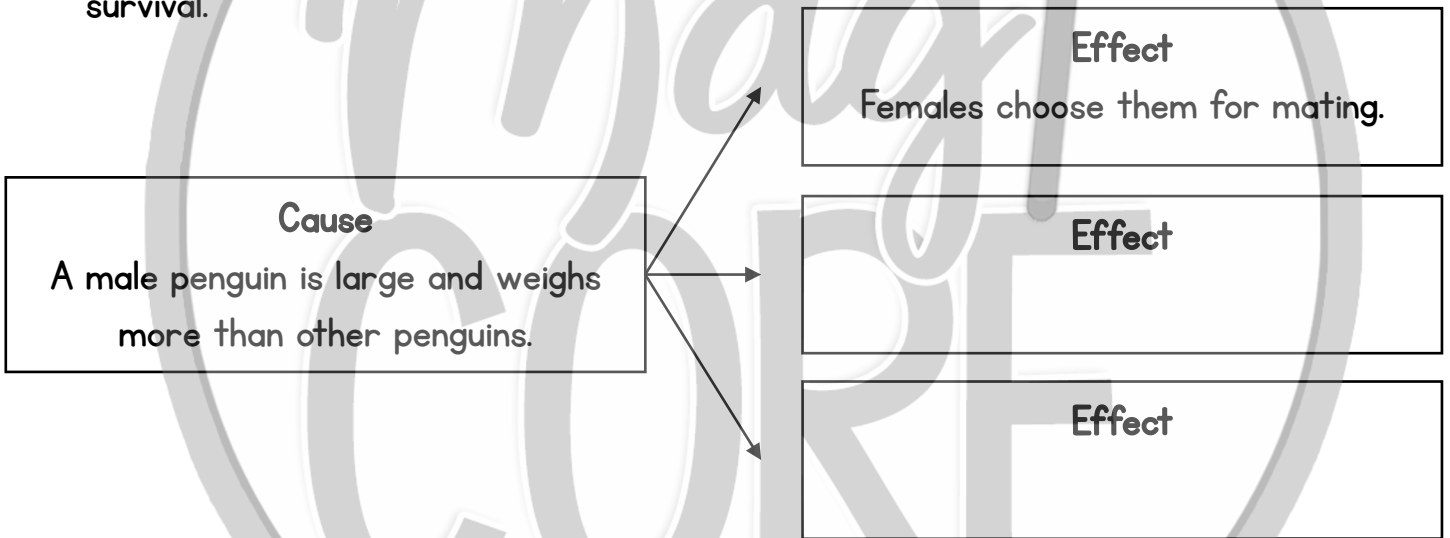 survival.
Effect
Females choose them for mating.
Cause
A male penguin is large and weighs
more than other penguins.
Effect
Effect
CORE